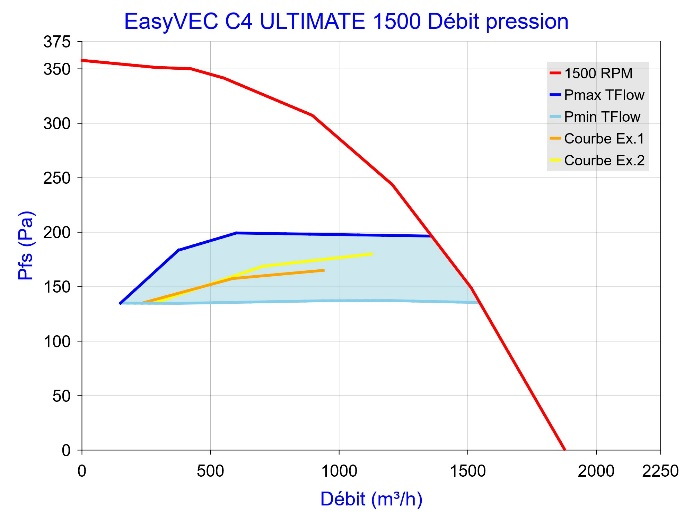 EasyVEC C4 ULTIMATE 1500 Débit pression
375
350
300
250
200
150
100
50
0
Pfs (Pa)
1500 RPM
Pmax TFlow
Pmin TFlow
Courbe Ex.1
Courbe Ex.2
0 500 1000 1500 2000 2250
Débit (m³/h)